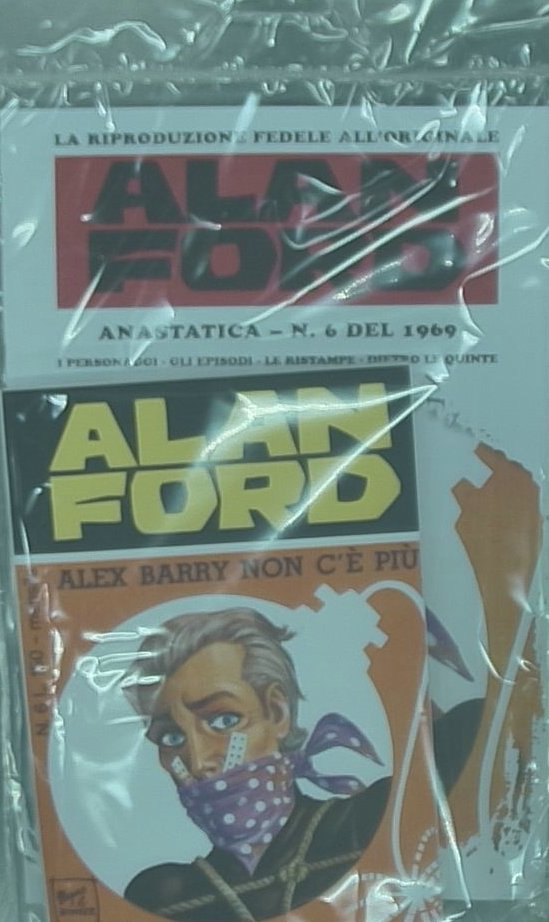 LA RIPRODUZIONE FEDELE ALL'ORIGINALE
ALAN
FORD
ANASTATICA – N. 6 DEL 1969
I PERSONAGGI - GLI EPISODI - LE RISTAMPE - DIETRO LE QUINTE
ALAN
FORD
ALEX BARRY NON C'È PIÙ